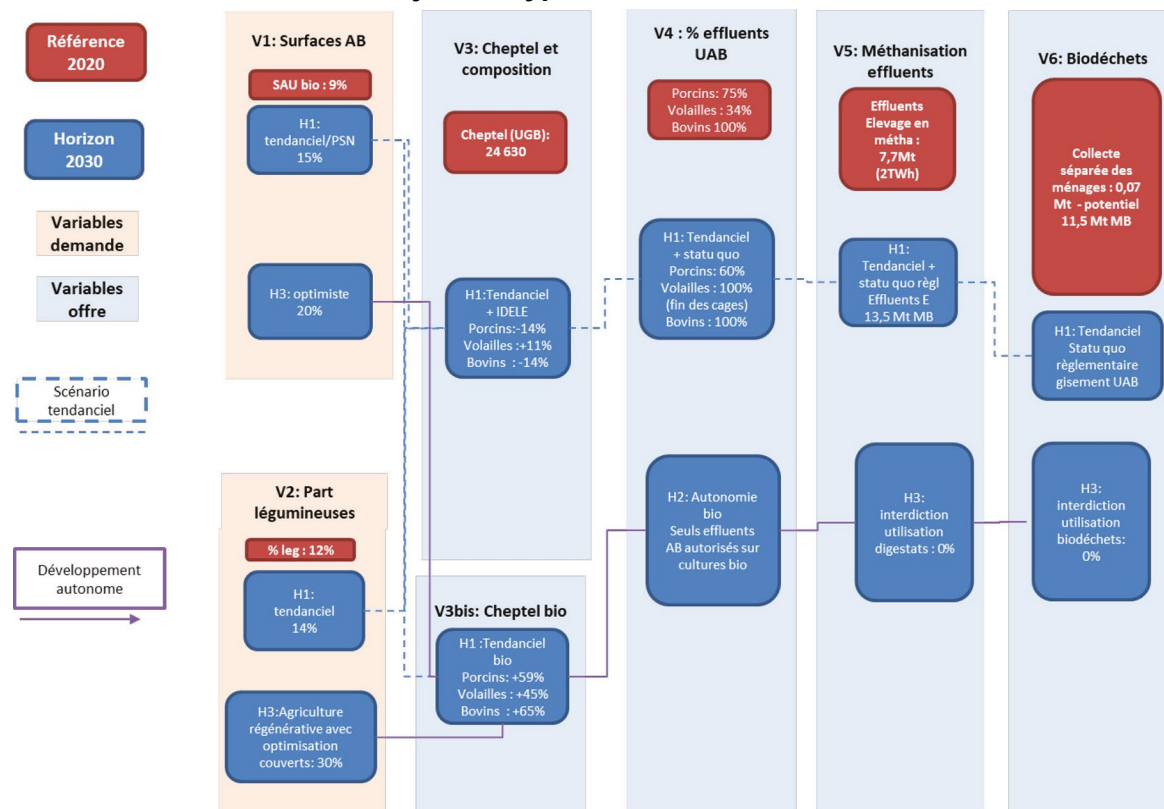 Référence
2020
Horizon
2030
Variables
demande
Variables
offre
Scénario
tendanciel
Développement
autonome
V1: Surfaces AB
SAU bio : 9%
H1:
tendanciel/PSN
15%
H3: optimiste
20%
V2: Part
légumineuses
% leg : 12%
H1:
tendanciel
14%
H3:Agriculture
régénérative avec
optimisation
couverts: 30%
V3: Cheptel et
composition
Cheptel (UGB):
24 630
H1:Tendanciel
+ IDELE
Porcins:-14%
Volailles:+11%
Bovins : -14%
V3bis: Cheptel bio
H1 :Tendanciel
bio
Porcins: +59%
Volailles : +45%
Bovins : +65%
V4 : % effluents
UAB
Porcins: 75%
Volailles : 34%
Bovins 100%
H1: Tendanciel
+ statu quo
Porcins: 60%
Volailles : 100%
(fin des cages)
Bovins : 100%
H2: Autonomie
bio
Seuls effluents
AB autorisés sur
cultures bio
V5: Méthanisation
effluents
Effluents
Elevage en
métha :
7,7Mt
(2TWh)
H1:
Tendanciel +
statu quo règl
Effluents E
13,5 Mt MB
H3:
interdiction
utilisation
digestats : 0%
V6: Biodéchets
Collecte
séparée des
ménages : 0,07
Mt - potentiel
11,5 Mt MB
H1: Tendanciel
Statu quo
règlementaire
gisement UAB
H3:
interdiction
utilisation
biodéchets:
0%